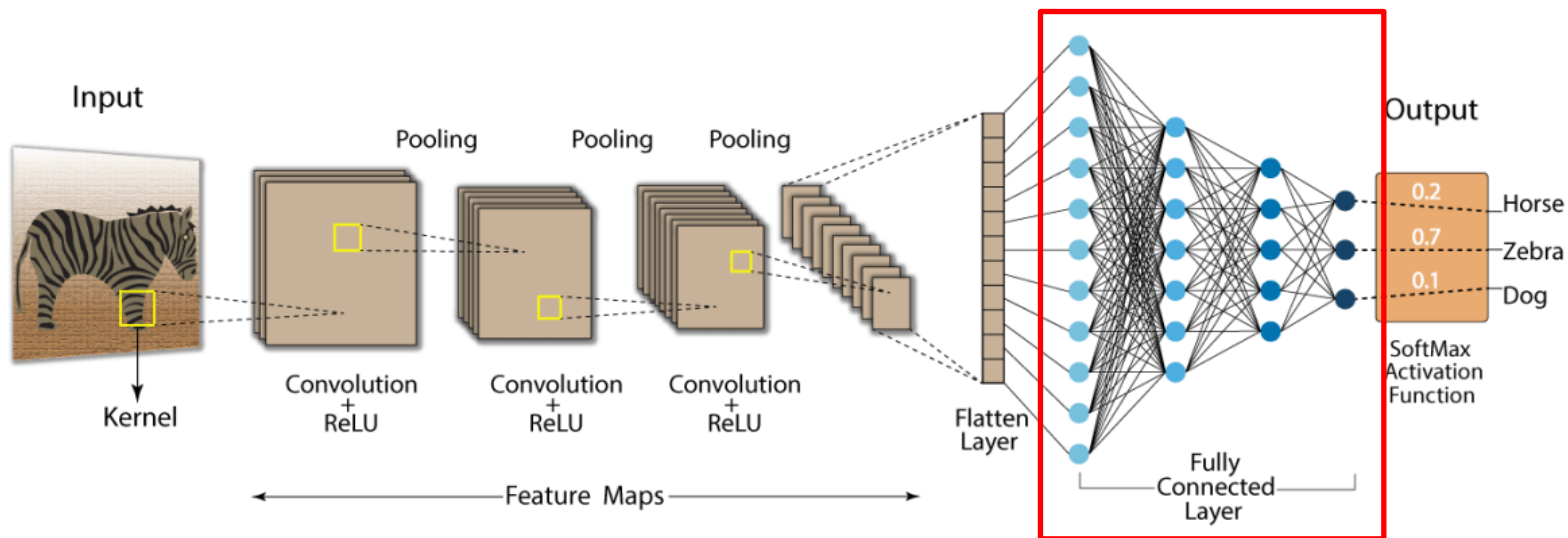 Input
Pooling
Pooling
Pooling
Output
0.2
Horse
0.7
Zebra
0.1
Dog
Kernel
Convolution
+
ReLU
Convolution
+
ReLU
Convolution
+
ReLU
Flatten
Layer
SoftMax
Activation
Function
Feature Maps
Fully
Connected
Layer